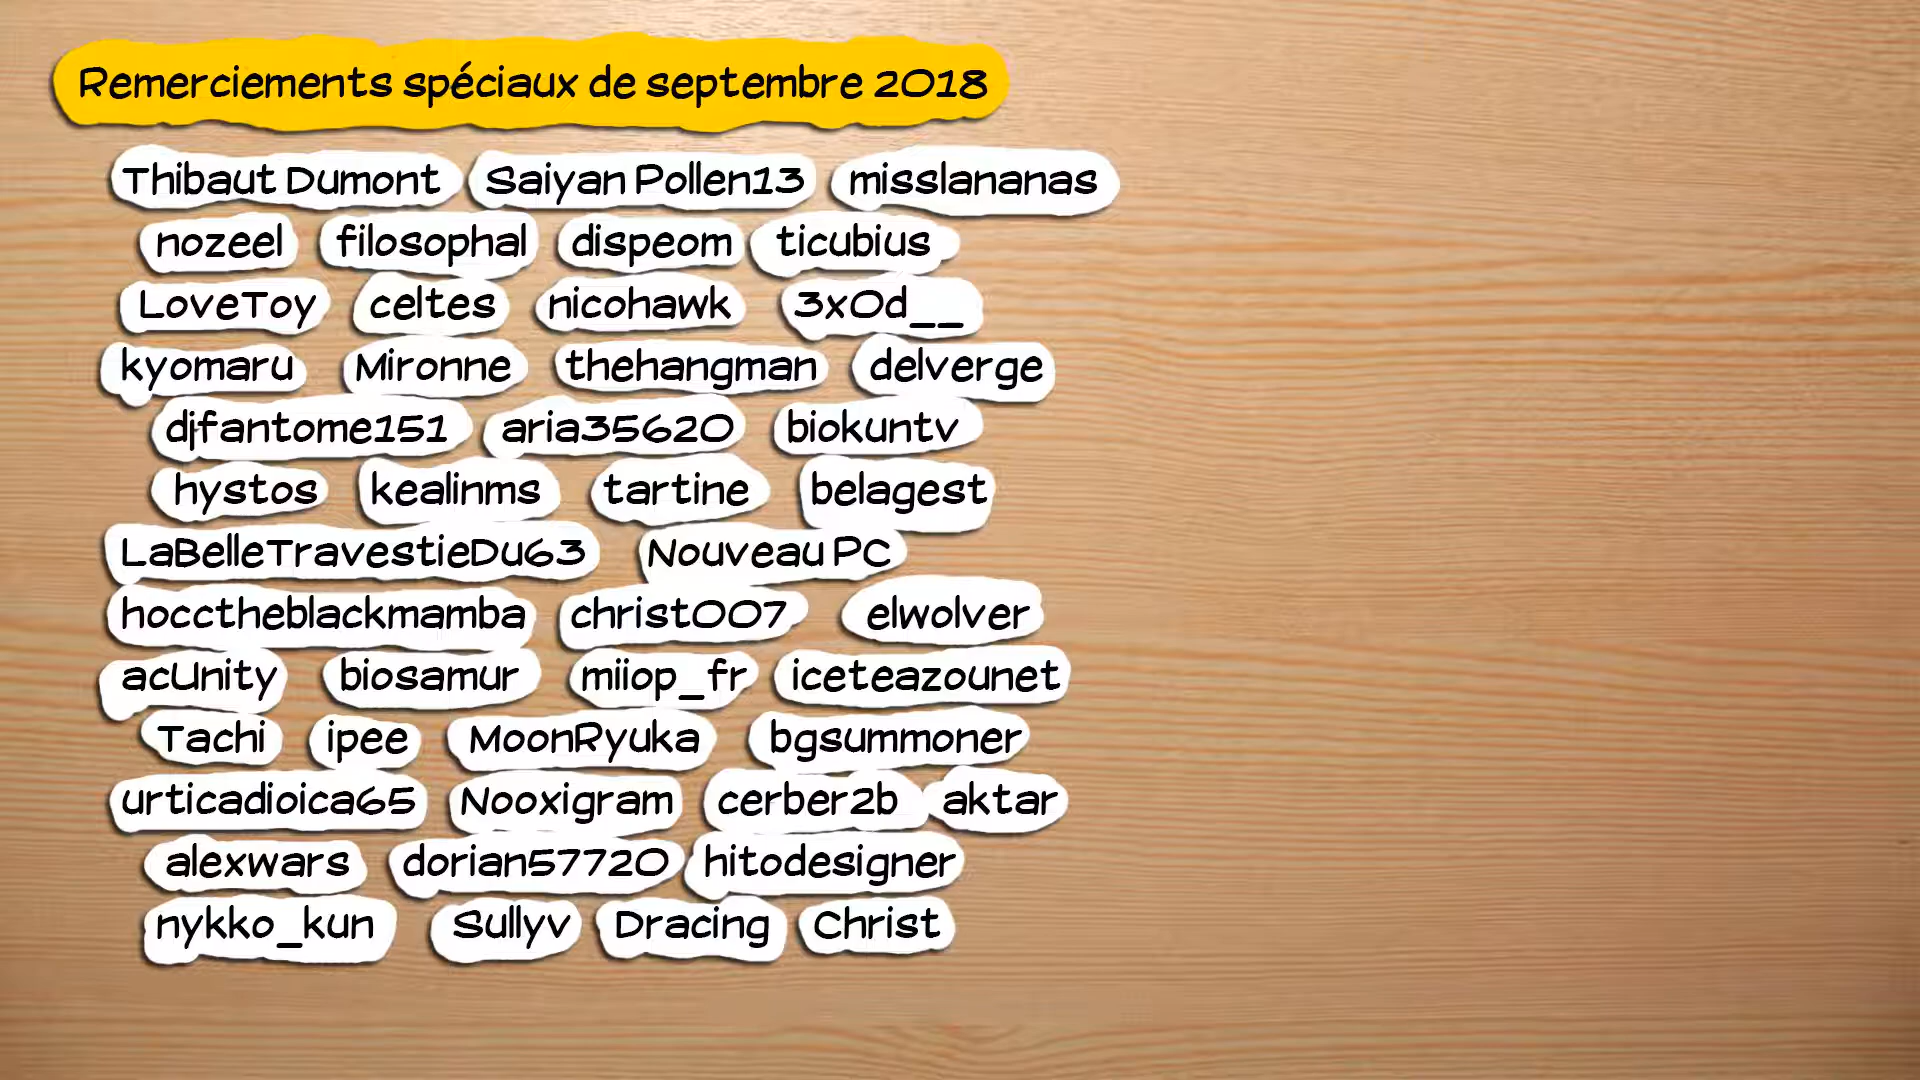 Remerciements spéciaux de septembre 2018
Thibaut Dumont Saiyan Pollen13 misslananas
nozeel filosophal dispeom ticubius
LoveToy celtes nicohawk 3x0d__
kyomaru Mironne thehangman delverge
djfantome151 aria35620 biokuntv
hystos kealinms tartine belagest
LaBelleTravestieDu63 Nouveau PC
hocctheblackmamba christ007 elwolver
acUnity biosamur miiop_fr iceteazounet
Tachi ipee MoonRyuka bgsummoner
urticadioica65 Nooxigram cerber2b aktar
alexwars dorian57720 hitodesigner
nykko_kun Sullyv Dracing Christ